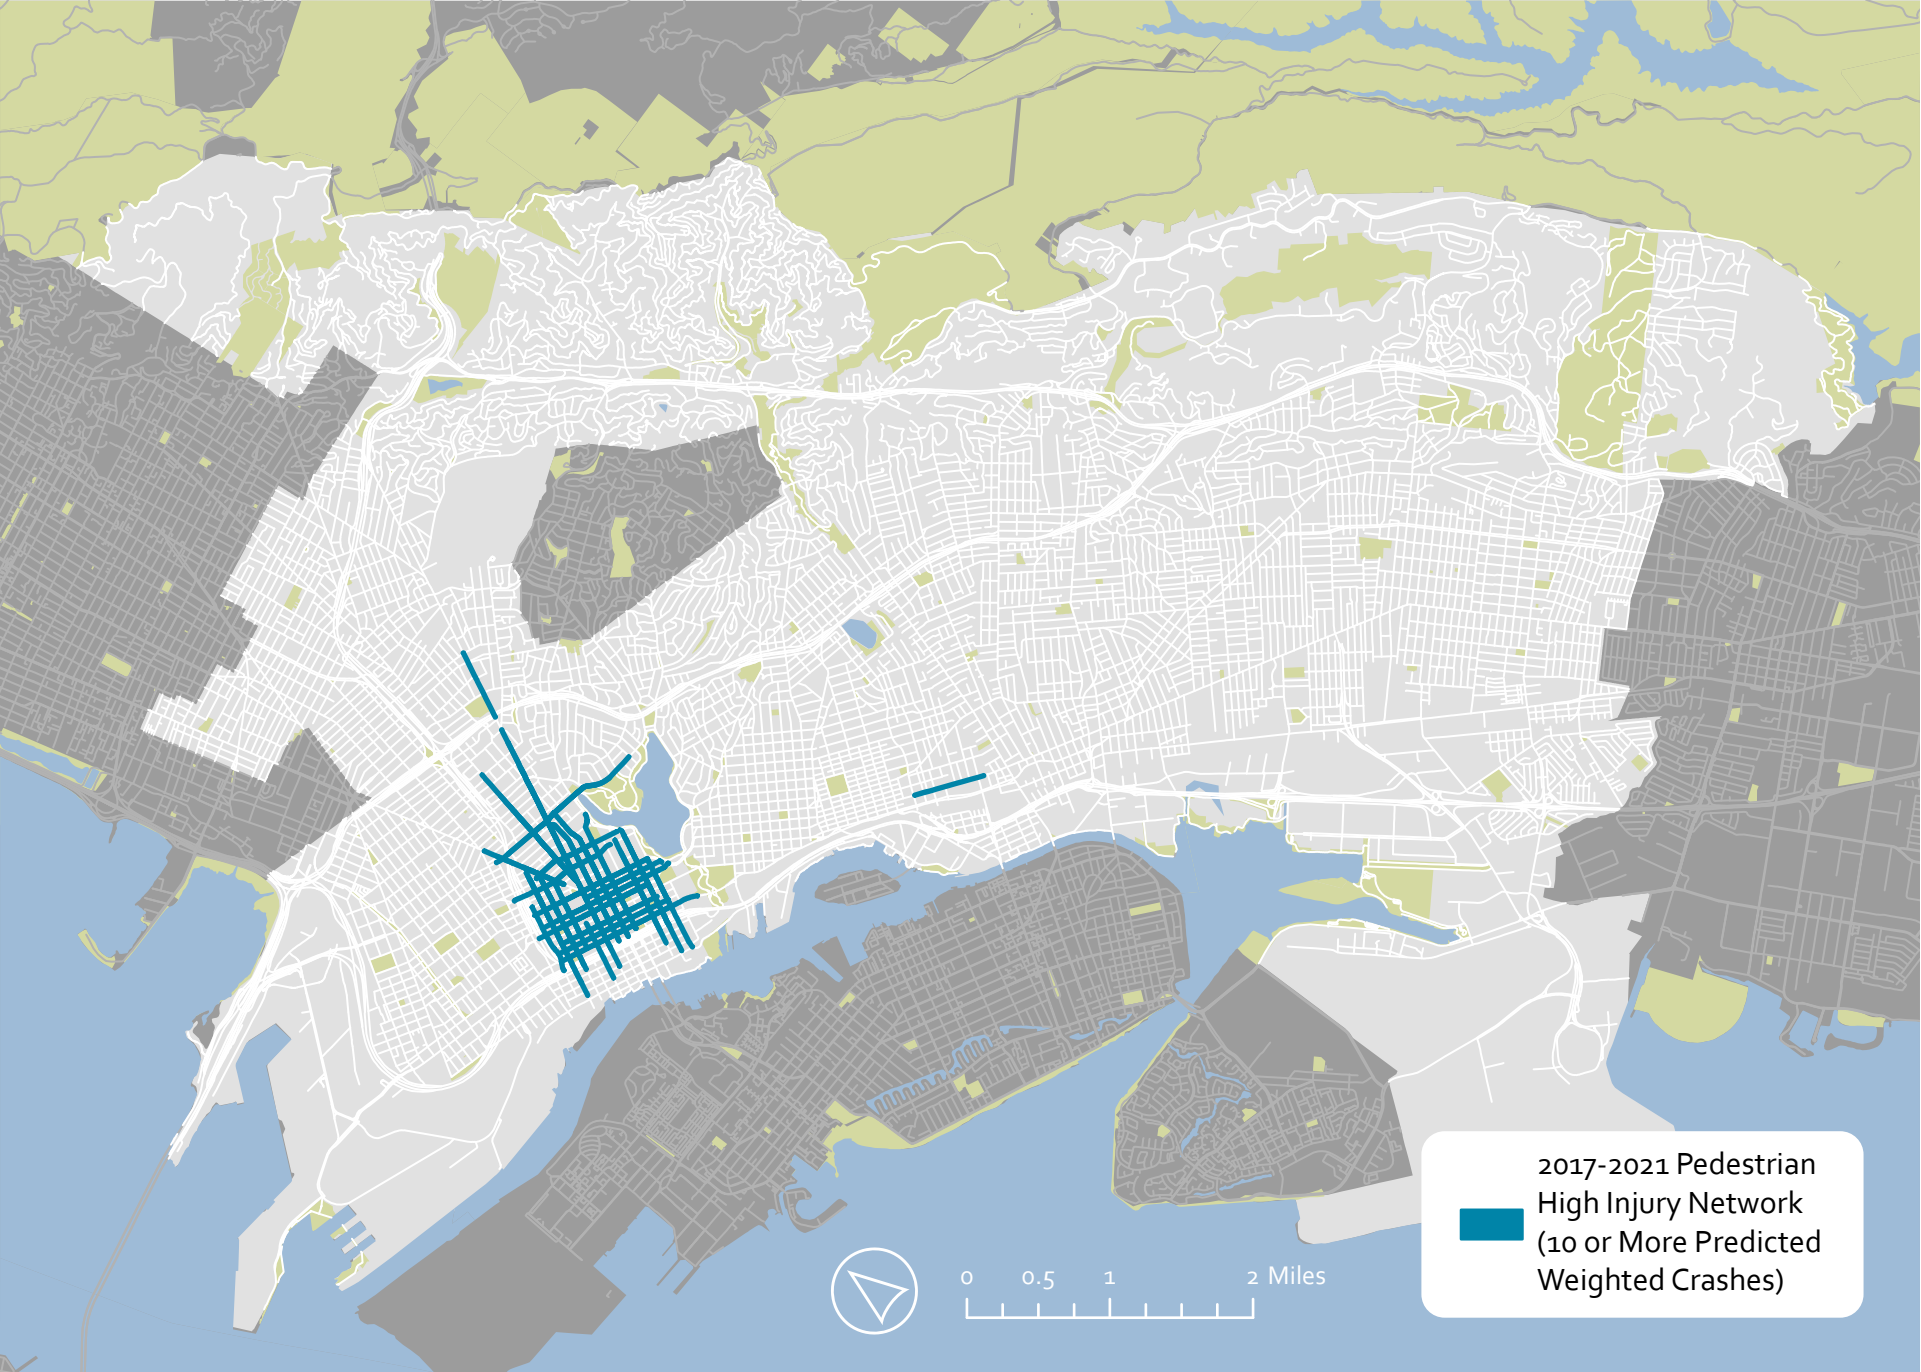 0 0.5 1 2 Miles
2017-2021 Pedestrian
High Injury Network
(10 or More Predicted
Weighted Crashes)